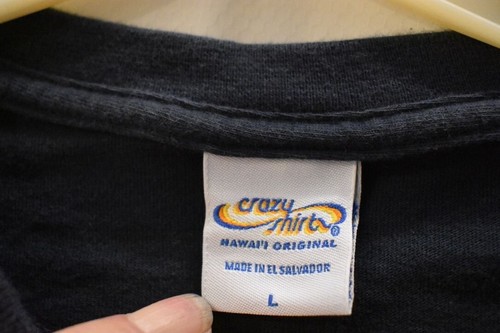 crazy
shirts®
HAWAI'I ORIGINAL
MADE IN EL SALVADOR
L